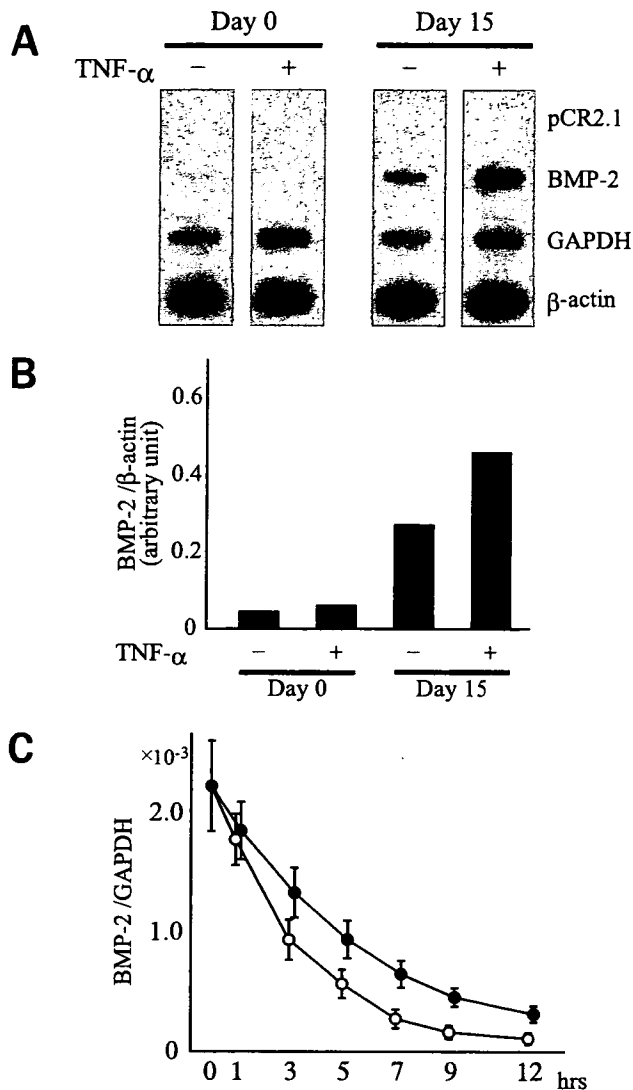 A
Day 0 Day 15
TNF-α − + − +
pCR2.1
BMP-2
GAPDH
β-actin
B
BMP-2 /β-actin
(arbitrary unit)
0.6
0.4
0.2
0
TNF-α − + − +
Day 0 Day 15
C
×10⁻³
BMP-2 /GAPDH
2.0
1.0
0
0 1 3 5 7 9 12 hrs